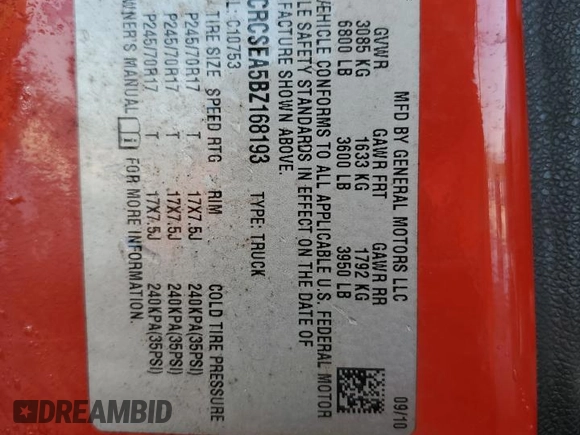 MFD BY GENERAL MOTORS LLC
09/10
GVWR GAWR FRT GAWR RR
3085 KG 1633 KG 1792 KG
6800 LB 3600 LB 3950 LB
VEHICLE CONFORMS TO ALL APPLICABLE U.S. FEDERAL MOTOR
LE SAFETY STANDARDS IN EFFECT ON THE DATE OF
FACTURE SHOWN ABOVE.
CRCSEA5BZ168193 TYPE: TRUCK
L- C10753
TIRE SIZE SPEED RTG RIM COLD TIRE PRESSURE
P245/70R17 T 17X7.5J 240KPA(35PSI)
P245/70R17 T 17X7.5J 240KPA(35PSI)
P245/70R17 T 17X7.5J 240KPA(35PSI)
WNER'S MANUAL i FOR MORE INFORMATION.
DREAMBID